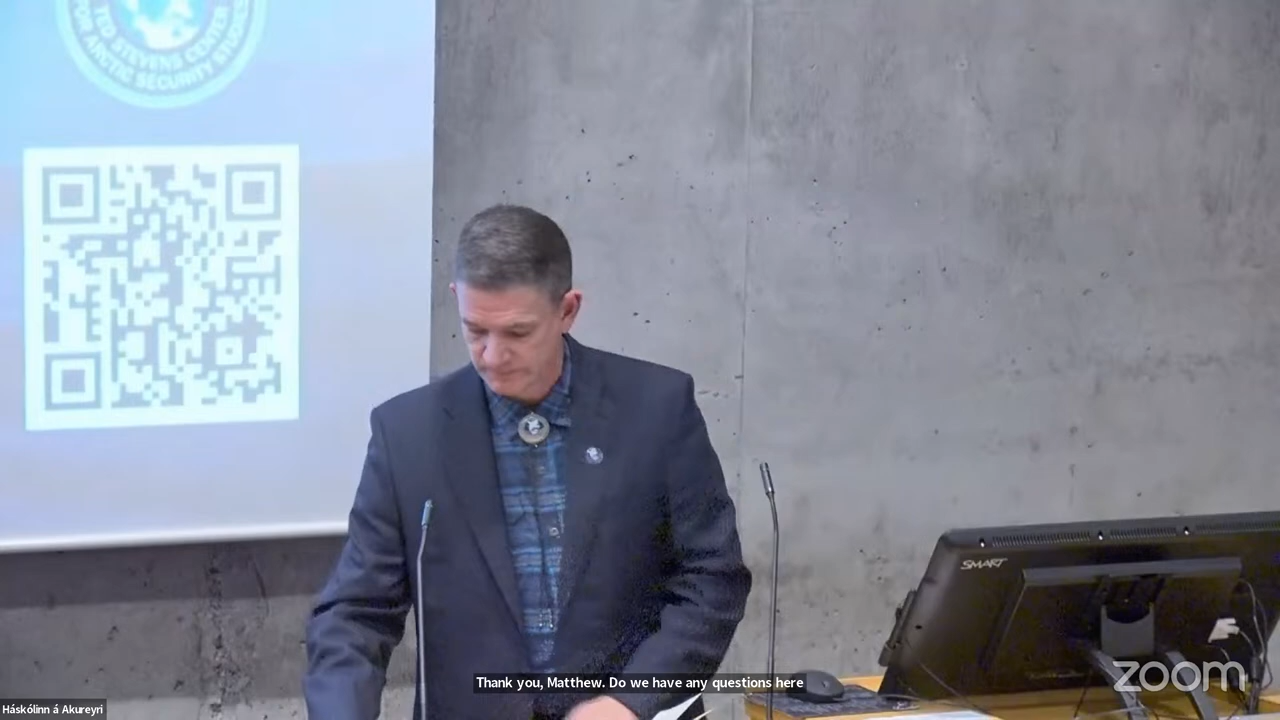 TED STEVENS CENTER
FOR ARCTIC SECURITY STUDIES
SMART
Thank you, Matthew. Do we have any questions here
zoom
Háskólinn á Akureyri